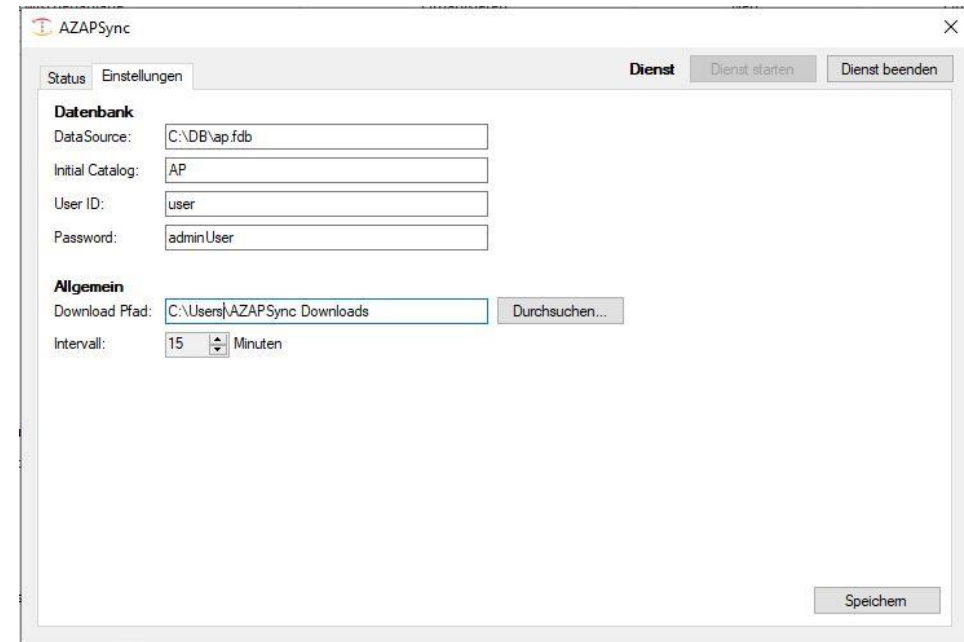 AZAPSync
Status Einstellungen Dienst Dienst starten Dienst beenden
Datenbank
DataSource: C:\DB\ap.fdb
Initial Catalog: AP
User ID: user
Password: adminUser
Allgemein
Download Pfad: C:\Users\AZAPSync Downloads Durchsuchen...
Intervall: 15 Minuten
Speichern